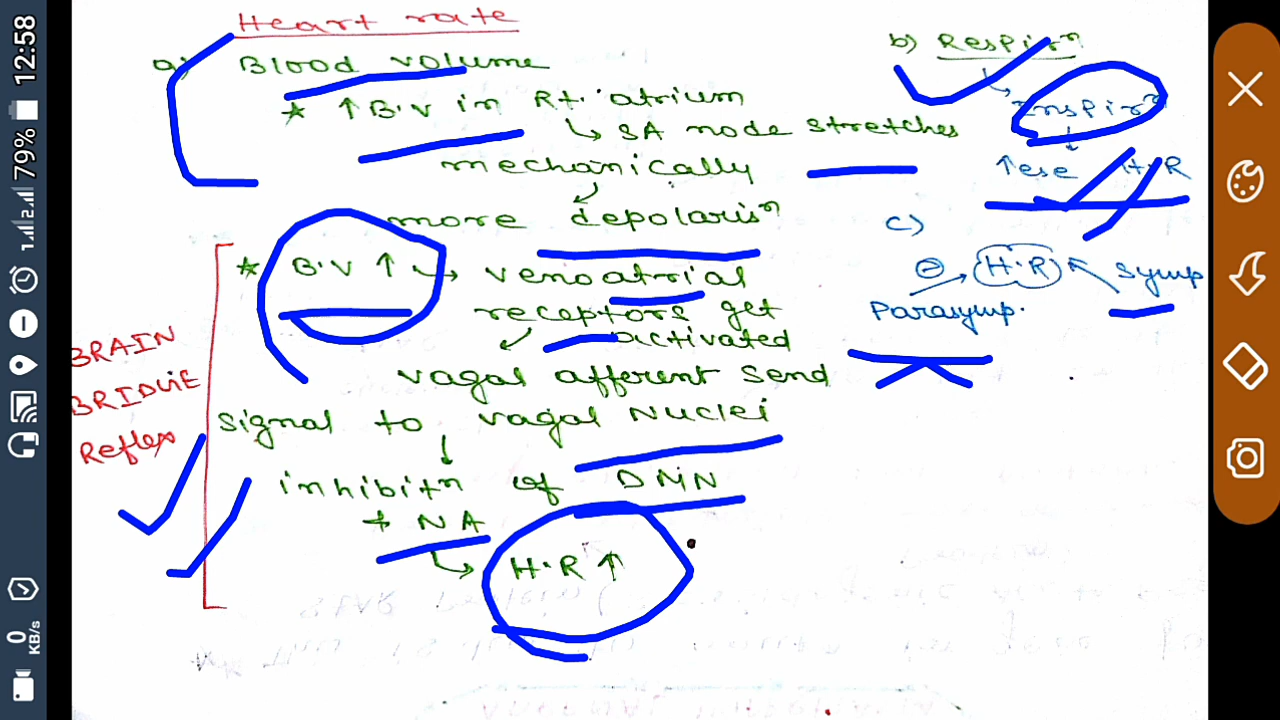 12:58
79%
0
KB/s
Heart rate
a) Blood volume
* ↑ B.V in Rt. atrium
↳ SA node stretches
mechanically
more depolarisⁿ
* B.V ↑ → venoatrial
receptors get
activated
vagal afferent send
signal to vagal Nuclei
↓
inhibitn of DMN
+ NA
↳ H.R ↑
BRAIN
BRIDGE
Reflex
b) Respirⁿ
Inspirⁿ
↓
↑ese H.R
c)
⊖ → H.R ← Symp
Parasymp.